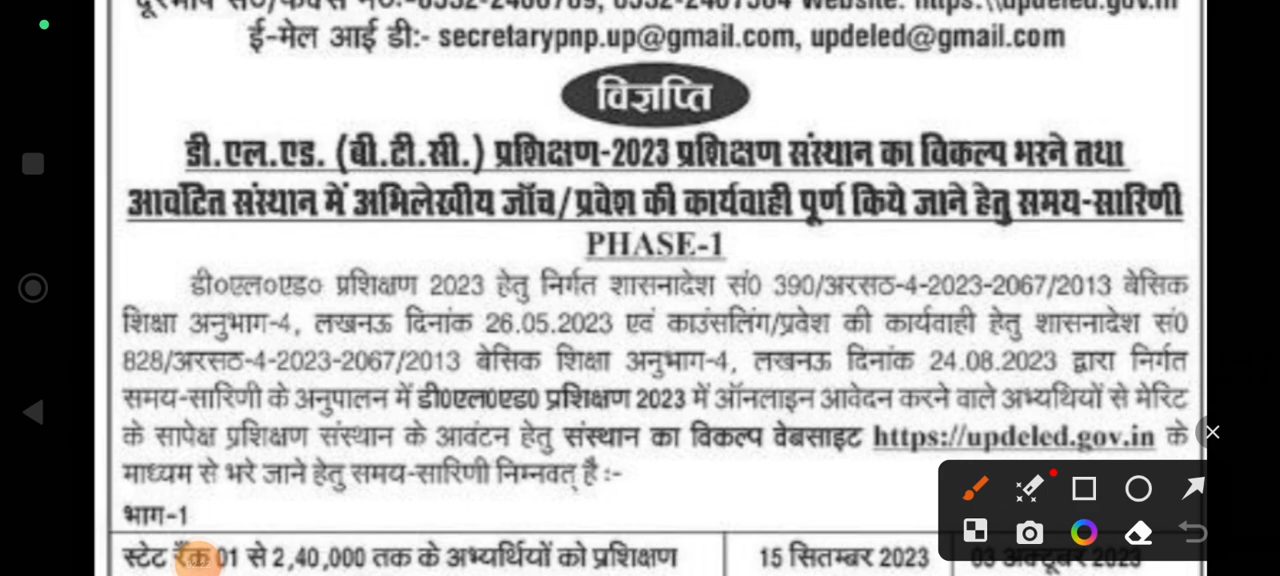 ई-मेल आई डी:- secretarypnp.up@gmail.com, updeled@gmail.com
विज्ञप्ति
डी.एल.एड. (बी.टी.सी.) प्रशिक्षण-2023 प्रशिक्षण संस्थान का विकल्प भरने तथा
आवंटित संस्थान में अभिलेखीय जॉच/प्रवेश की कार्यवाही पूर्ण किये जाने हेतु समय-सारिणी
PHASE-1
डी०एल०एड० प्रशिक्षण 2023 हेतु निर्गत शासनादेश सं0 390/अरसठ-4-2023-2067/2013 बेसिक
शिक्षा अनुभाग-4, लखनऊ दिनांक 26.05.2023 एवं काउंसलिंग/प्रवेश की कार्यवाही हेतु शासनादेश सं0
828/अरसठ-4-2023-2067/2013 बेसिक शिक्षा अनुभाग-4, लखनऊ दिनांक 24.08.2023 द्वारा निर्गत
समय-सारिणी के अनुपालन में डी0एल0एड0 प्रशिक्षण 2023 में ऑनलाइन आवेदन करने वाले अभ्यथियों से मेरिट
के सापेक्ष प्रशिक्षण संस्थान के आवंटन हेतु संस्थान का विकल्प वेबसाइट https://updeled.gov.in के
माध्यम से भरे जाने हेतु समय-सारिणी निम्नवत् है :-
भाग-1
स्टेट रैंक 01 से 2,40,000 तक के अभ्यर्थियों को प्रशिक्षण 15 सितम्बर 2023 03 अक्टूबर 2023